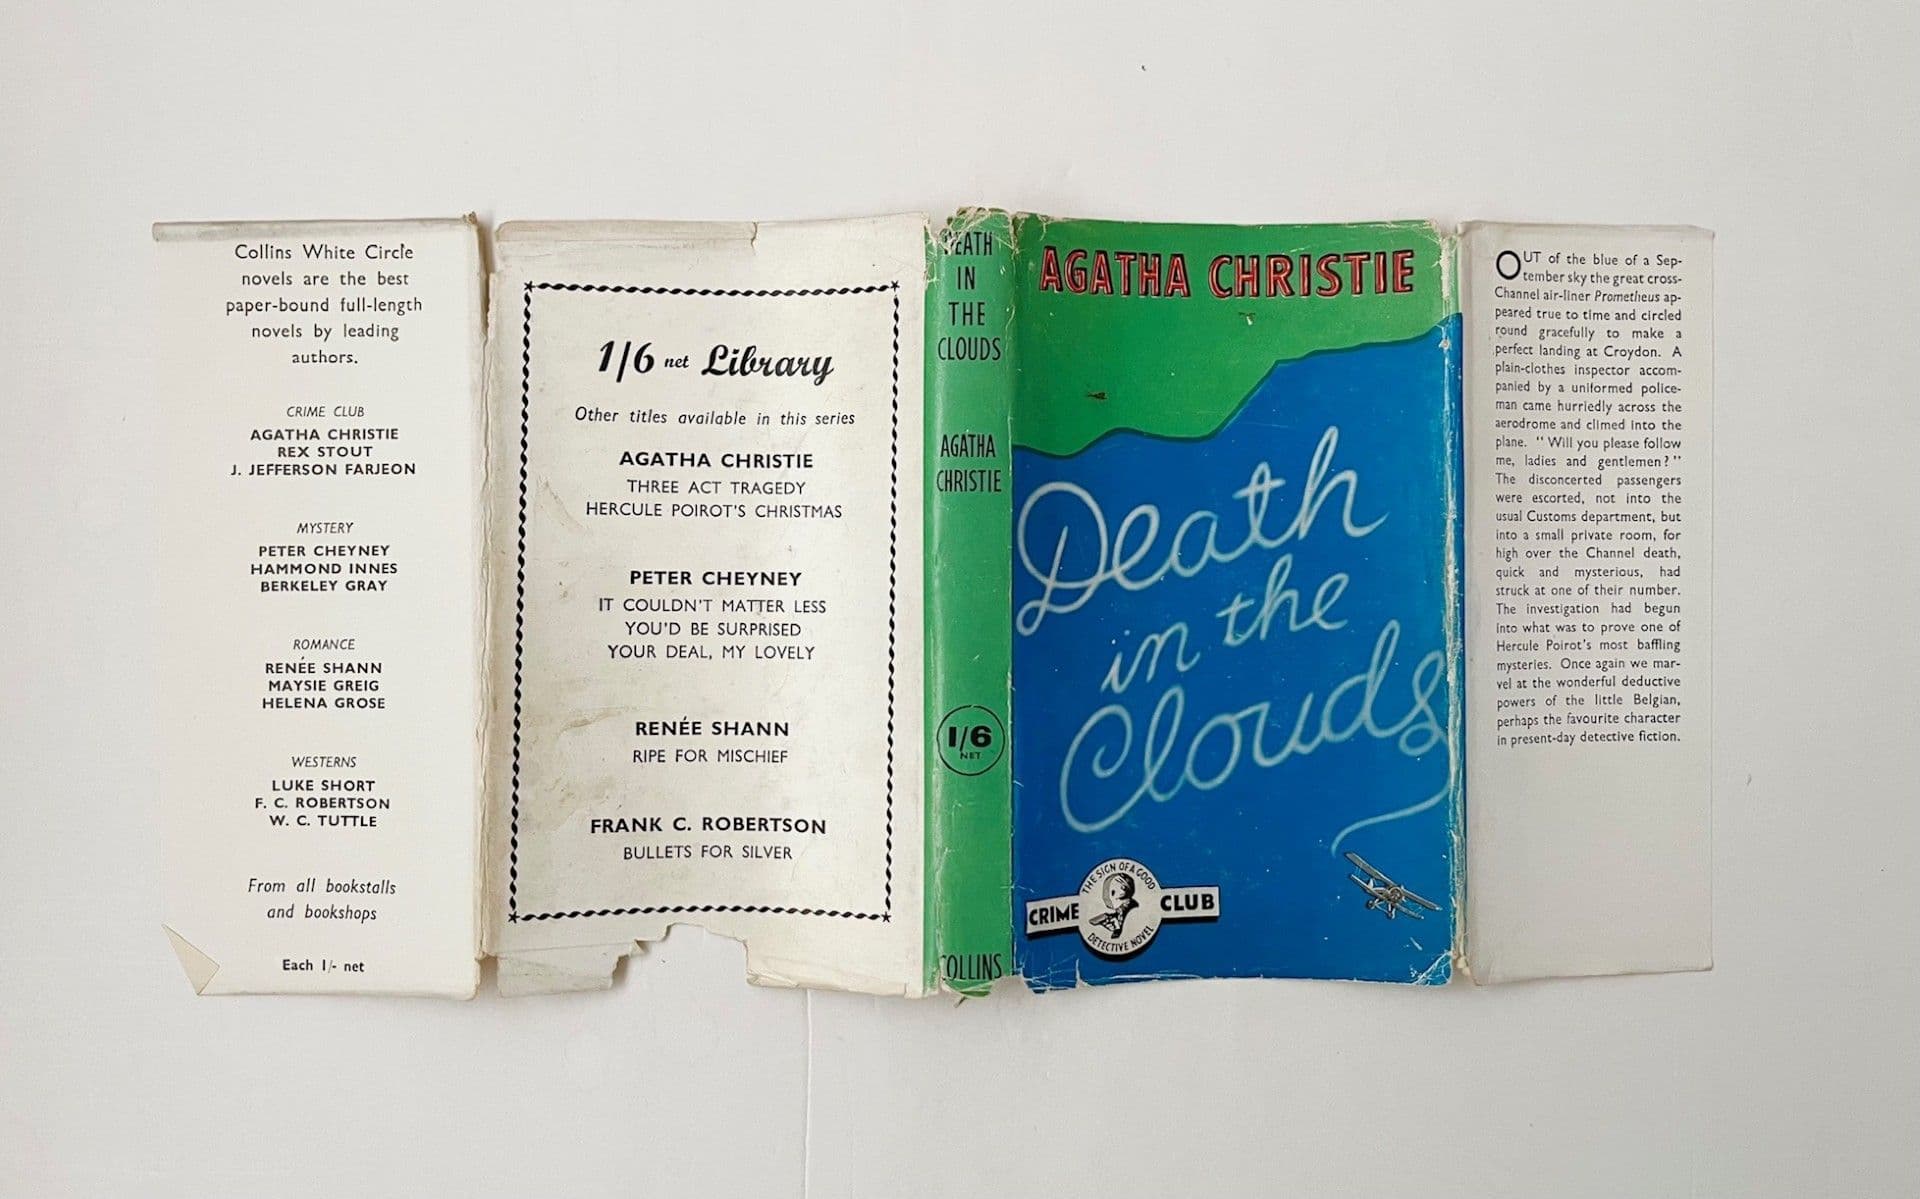 Collins White Circle
novels are the best
paper-bound full-length
novels by leading
authors.
CRIME CLUB
AGATHA CHRISTIE
REX STOUT
J. JEFFERSON FARJEON
MYSTERY
PETER CHEYNEY
HAMMOND INNES
BERKELEY GRAY
ROMANCE
RENÉE SHANN
MAYSIE GREIG
HELENA GROSE
WESTERNS
LUKE SHORT
F. C. ROBERTSON
W. C. TUTTLE
From all bookstalls
and bookshops
Each 1/- net
1/6 net Library
Other titles available in this series
AGATHA CHRISTIE
THREE ACT TRAGEDY
HERCULE POIROT'S CHRISTMAS
PETER CHEYNEY
IT COULDN'T MATTER LESS
YOU'D BE SURPRISED
YOUR DEAL, MY LOVELY
RENÉE SHANN
RIPE FOR MISCHIEF
FRANK C. ROBERTSON
BULLETS FOR SILVER
DEATH
IN
THE
CLOUDS
AGATHA
CHRISTIE
1/6
NET
COLLINS
AGATHA CHRISTIE
Death
in the
Clouds
THE SIGN OF A GOOD
CRIME CLUB
DETECTIVE NOVEL
OUT of the blue of a Sep-
tember sky the great cross-
Channel air-liner Prometheus ap-
peared true to time and circled
round gracefully to make a
perfect landing at Croydon. A
plain-clothes inspector accom-
panied by a uniformed police-
man came hurriedly across the
aerodrome and climed into the
plane. "Will you please follow
me, ladies and gentlemen?"
The disconcerted passengers
were escorted, not into the
usual Customs department, but
into a small private room, for
high over the Channel death,
quick and mysterious, had
struck at one of their number.
The investigation had begun
into what was to prove one of
Hercule Poirot's most baffling
mysteries. Once again we mar-
vel at the wonderful deductive
powers of the little Belgian,
perhaps the favourite character
in present-day detective fiction.